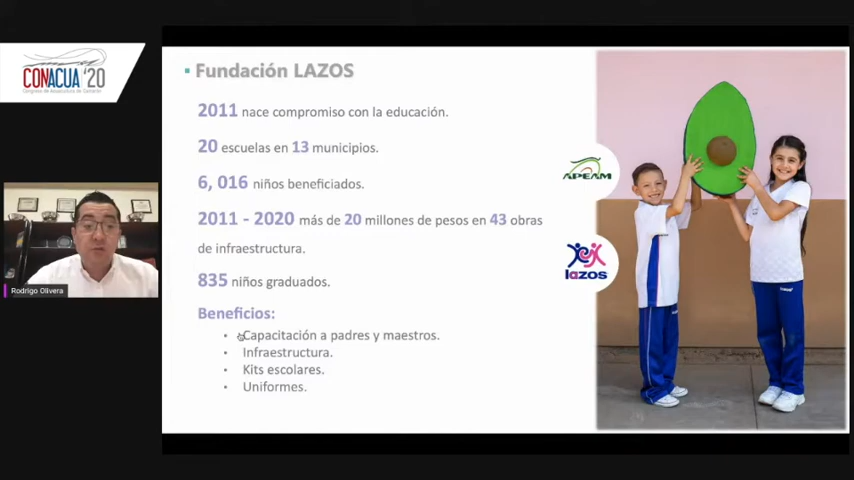 CONACUA '20
Fundación LAZOS
2011 nace compromiso con la educación.
20 escuelas en 13 municipios.
6, 016 niños beneficiados.
2011 - 2020 más de 20 millones de pesos en 43 obras
de infraestructura.
835 niños graduados.
Beneficios:
Capacitación a padres y maestros.
Infraestructura.
Kits escolares.
Uniformes.
APEAM
lazos
Rodrigo Olivera